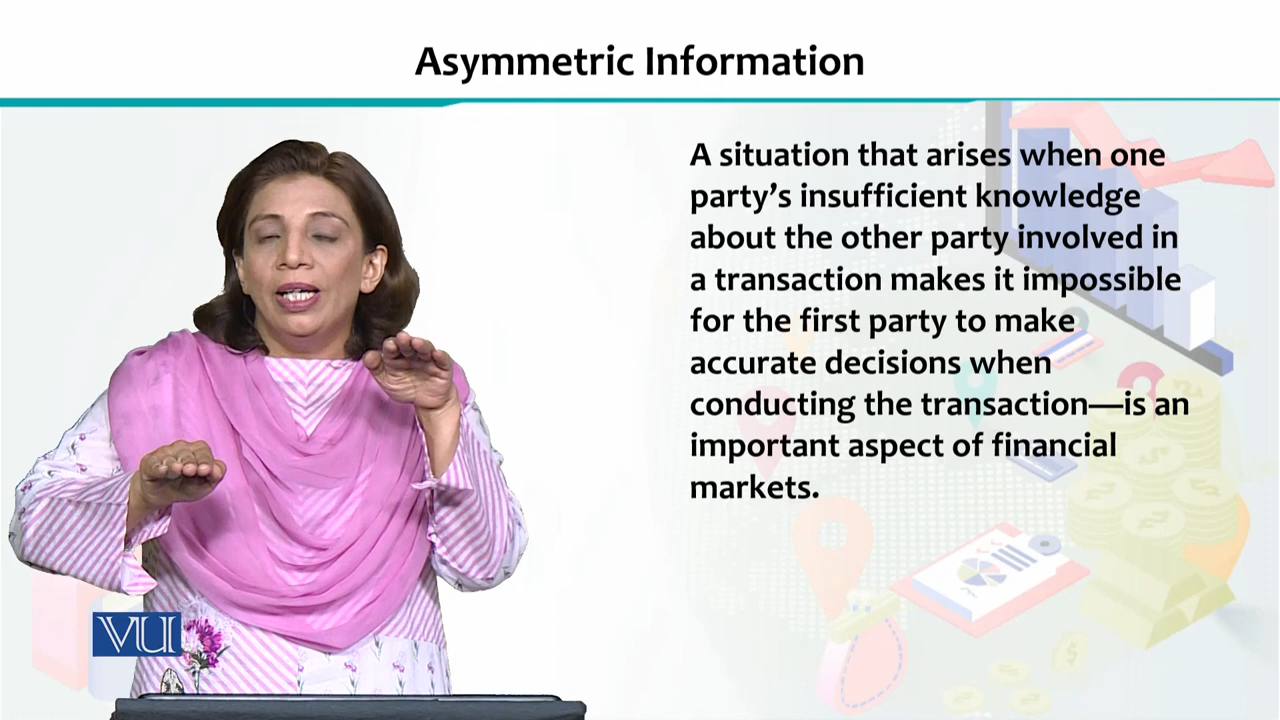 Asymmetric Information
A situation that arises when one
party’s insufficient knowledge
about the other party involved in
a transaction makes it impossible
for the first party to make
accurate decisions when
conducting the transaction—is an
important aspect of financial
markets.
VU